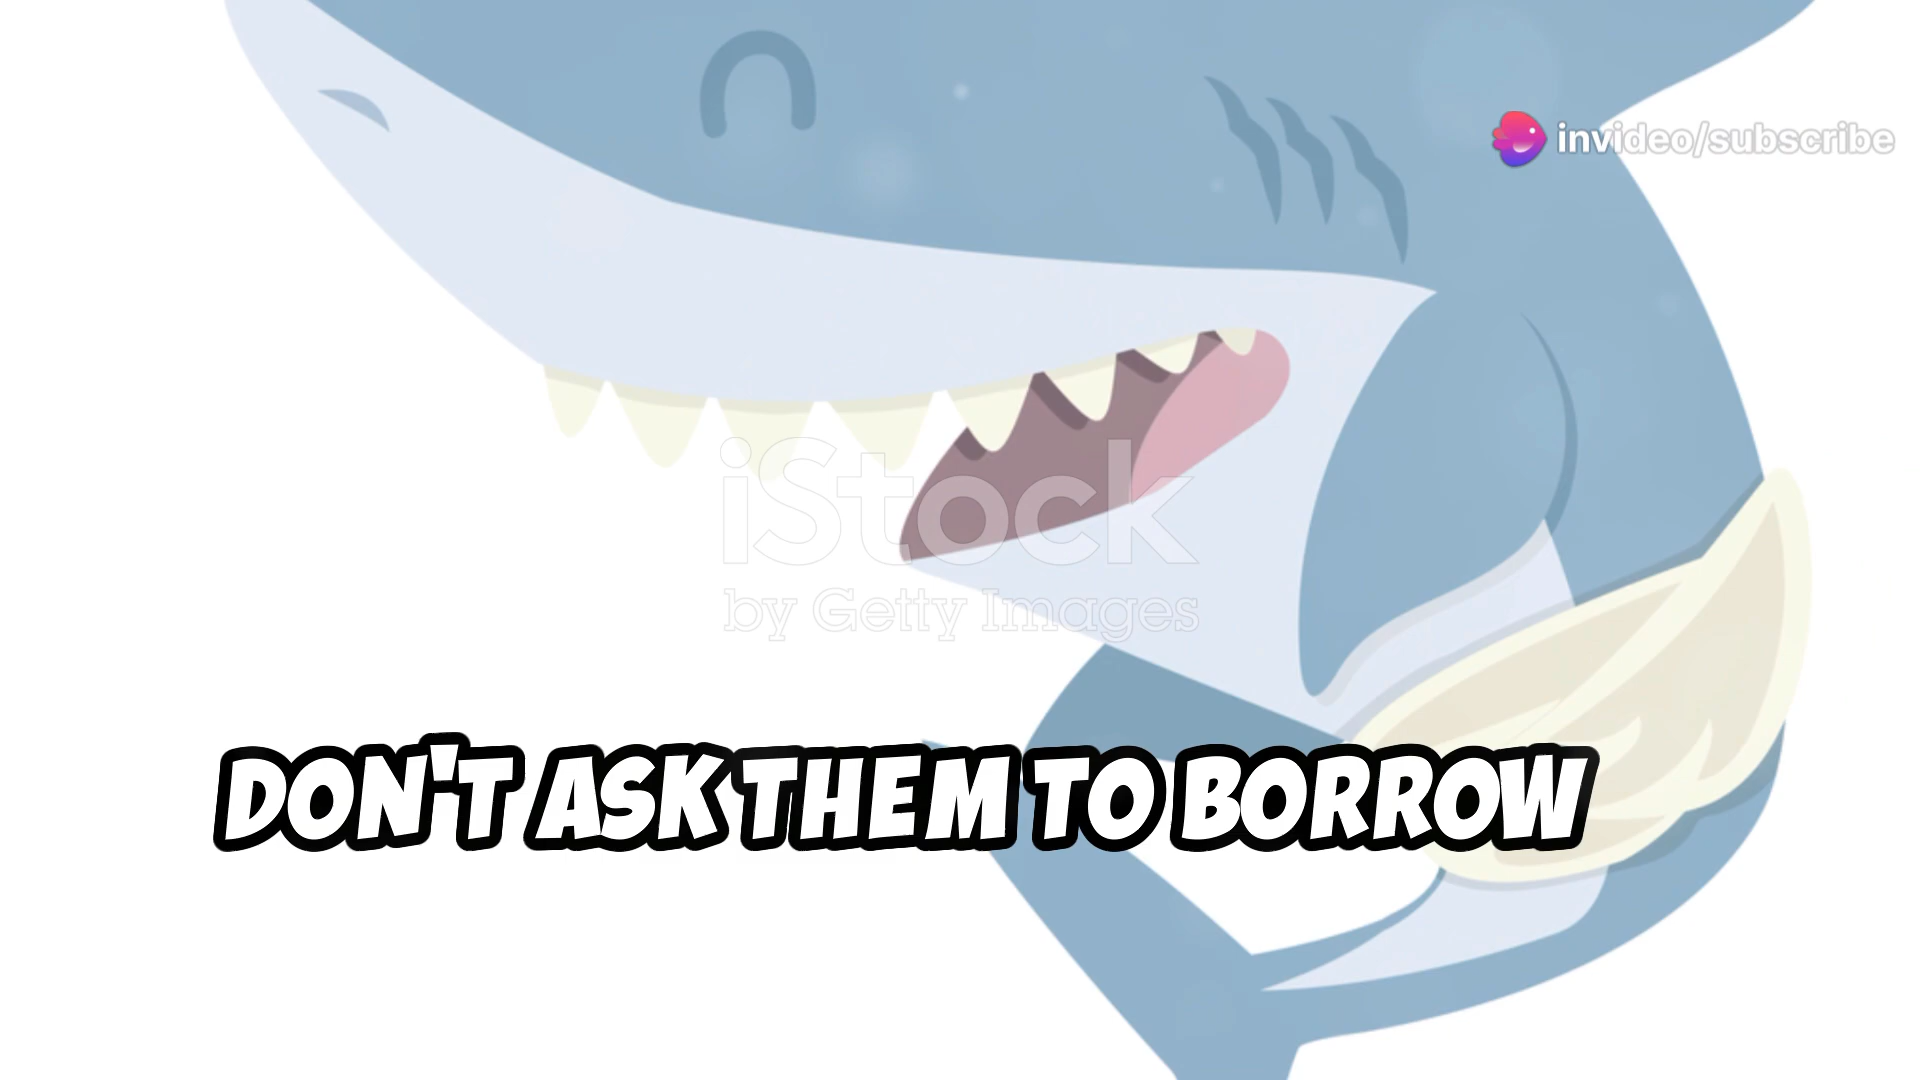 invideo/subscribe
iStock
by Getty Images
DON'T ASK THEM TO BORROW